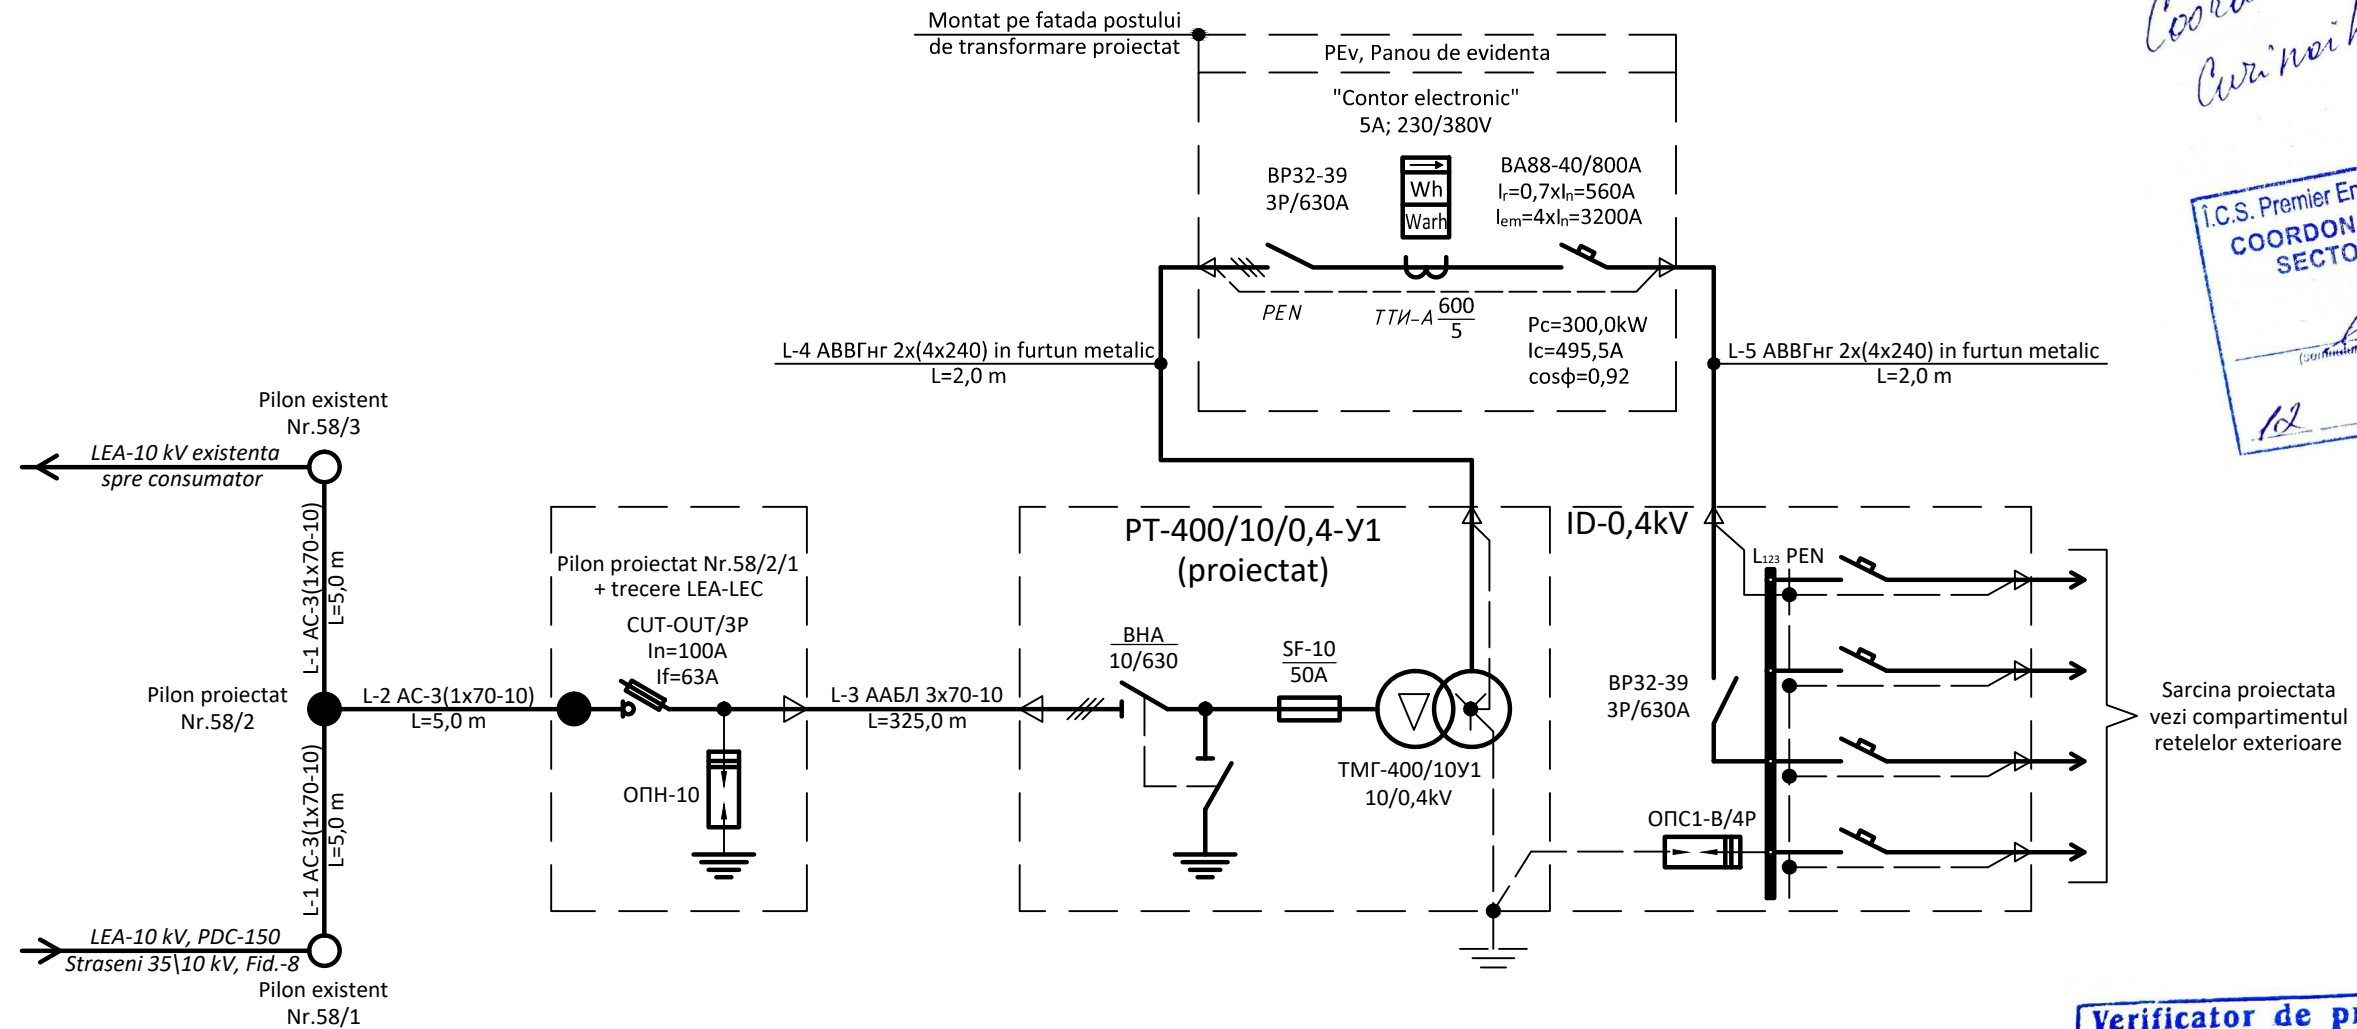 Montat pe fatada postului
de transformare proiectat
PEv, Panou de evidenta
"Contor electronic"
5A; 230/380V
BP32-39
3P/630A
Wh
Warh
BA88-40/800A
Iᵣ=0,7xIₙ=560A
Iₑₘ=4xIₙ=3200A
PEN
ТТИ-А 600
5
Pc=300,0kW
Ic=495,5A
cosϕ=0,92
L-4 АВВГнг 2x(4x240) in furtun metalic
L=2,0 m
L-5 АВВГнг 2x(4x240) in furtun metalic
L=2,0 m
Î.C.S. Premier
COORDON
SECTO
12
Pilon existent
Nr.58/3
LEA-10 kV existenta
spre consumator
L-1 AC-3(1x70-10)
L=5,0 m
Pilon proiectat
Nr.58/2
L-2 AC-3(1x70-10)
L=5,0 m
L-1 AC-3(1x70-10)
L=5,0 m
LEA-10 kV, PDC-150
Straseni 35\10 kV, Fid.-8
Pilon existent
Nr.58/1
Pilon proiectat Nr.58/2/1
+ trecere LEA-LEC
CUT-OUT/3P
In=100A
If=63A
ОПН-10
L-3 ААБЛ 3x70-10
L=325,0 m
PT-400/10/0,4-У1
(proiectat)
ВНА
10/630
SF-10
50A
ТМГ-400/10У1
10/0,4kV
ID-0,4kV
L₁₂₃ PEN
BP32-39
3P/630A
ОПС1-В/4Р
Sarcina proiectata
vezi compartimentul
retelelor exterioare
Verificator de